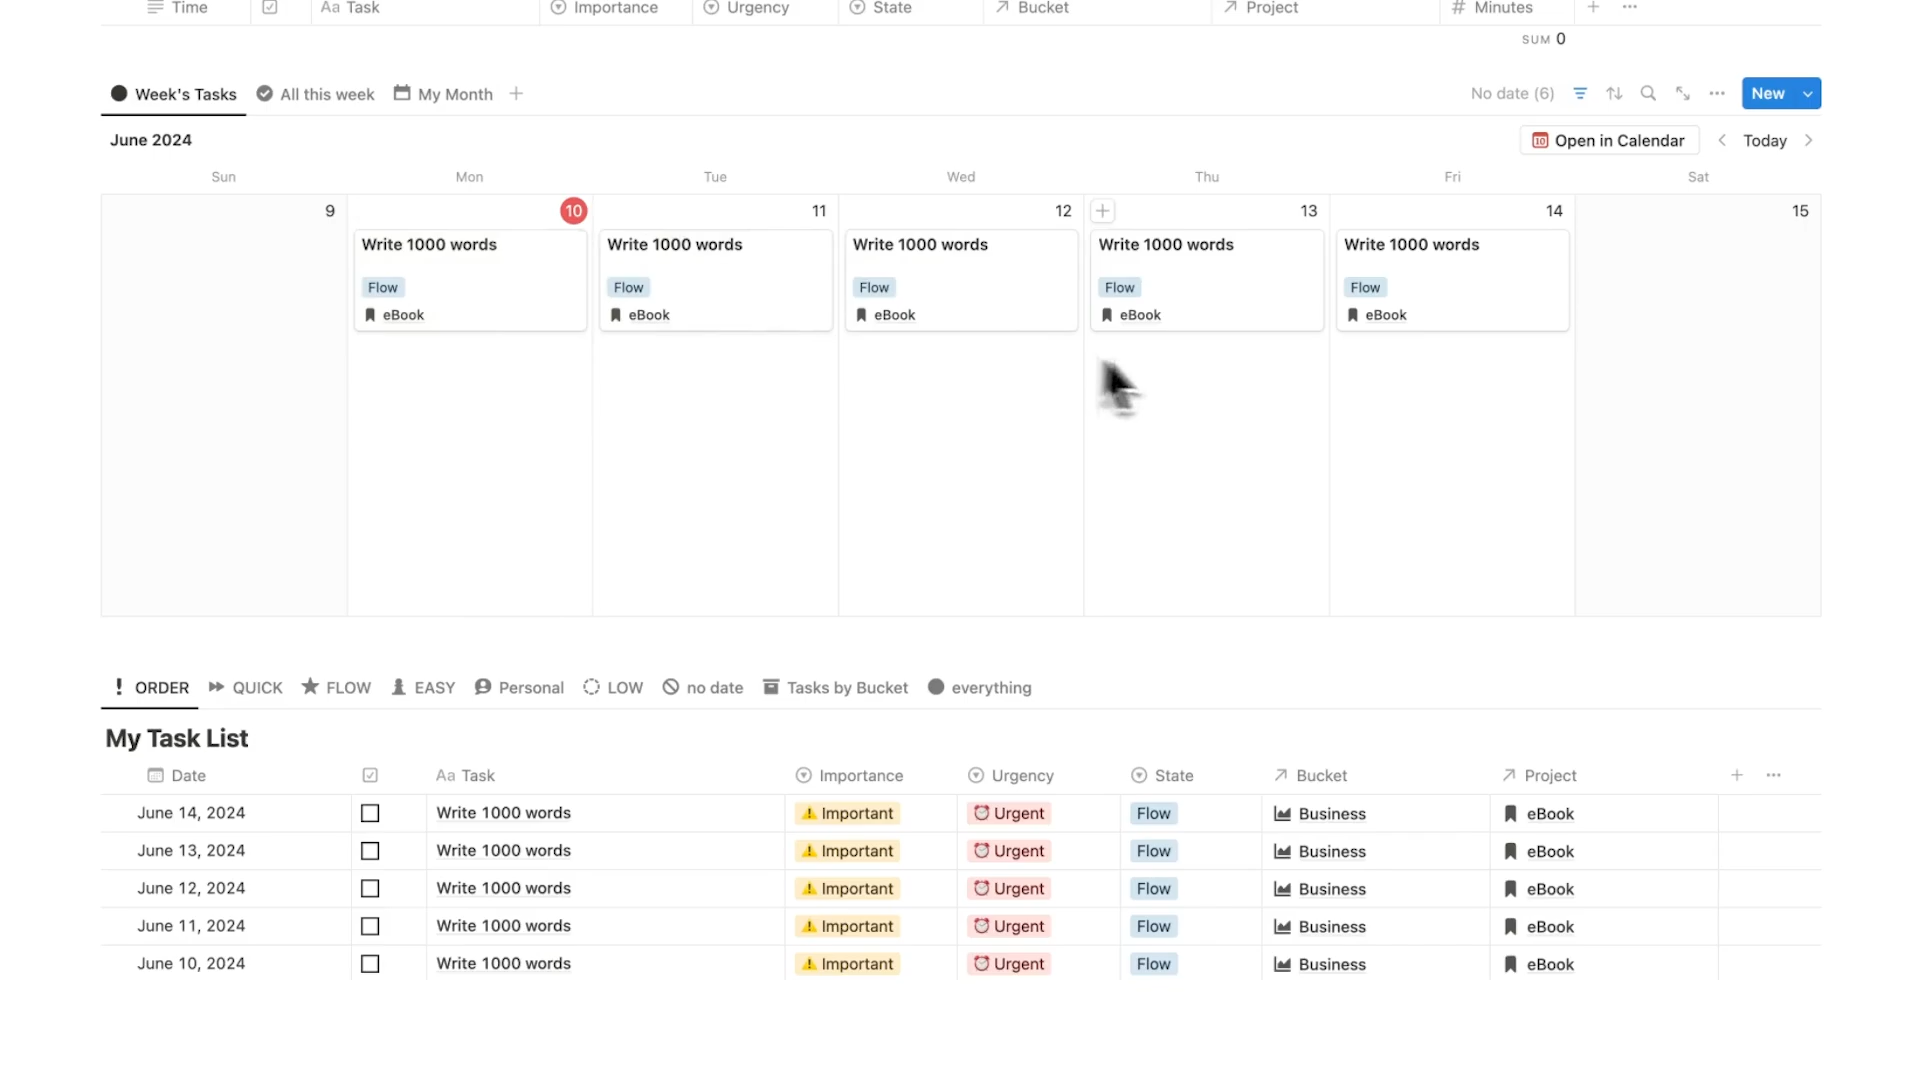 Time Aa Task Importance Urgency State Bucket Project # Minutes + ...
SUM 0
Week's Tasks All this week My Month + No date (6) ... New
June 2024 10 Open in Calendar < Today >
Sun Mon Tue Wed Thu Fri Sat
9 10 11 12 + 13 14 15
Write 1000 words Write 1000 words Write 1000 words Write 1000 words Write 1000 words
Flow Flow Flow Flow Flow
eBook eBook eBook eBook eBook
! ORDER QUICK FLOW EASY Personal LOW no date Tasks by Bucket everything
My Task List
Date Aa Task Importance Urgency State Bucket Project + ...
June 14, 2024 Write 1000 words Important Urgent Flow Business eBook
June 13, 2024 Write 1000 words Important Urgent Flow Business eBook
June 12, 2024 Write 1000 words Important Urgent Flow Business eBook
June 11, 2024 Write 1000 words Important Urgent Flow Business eBook
June 10, 2024 Write 1000 words Important Urgent Flow Business eBook